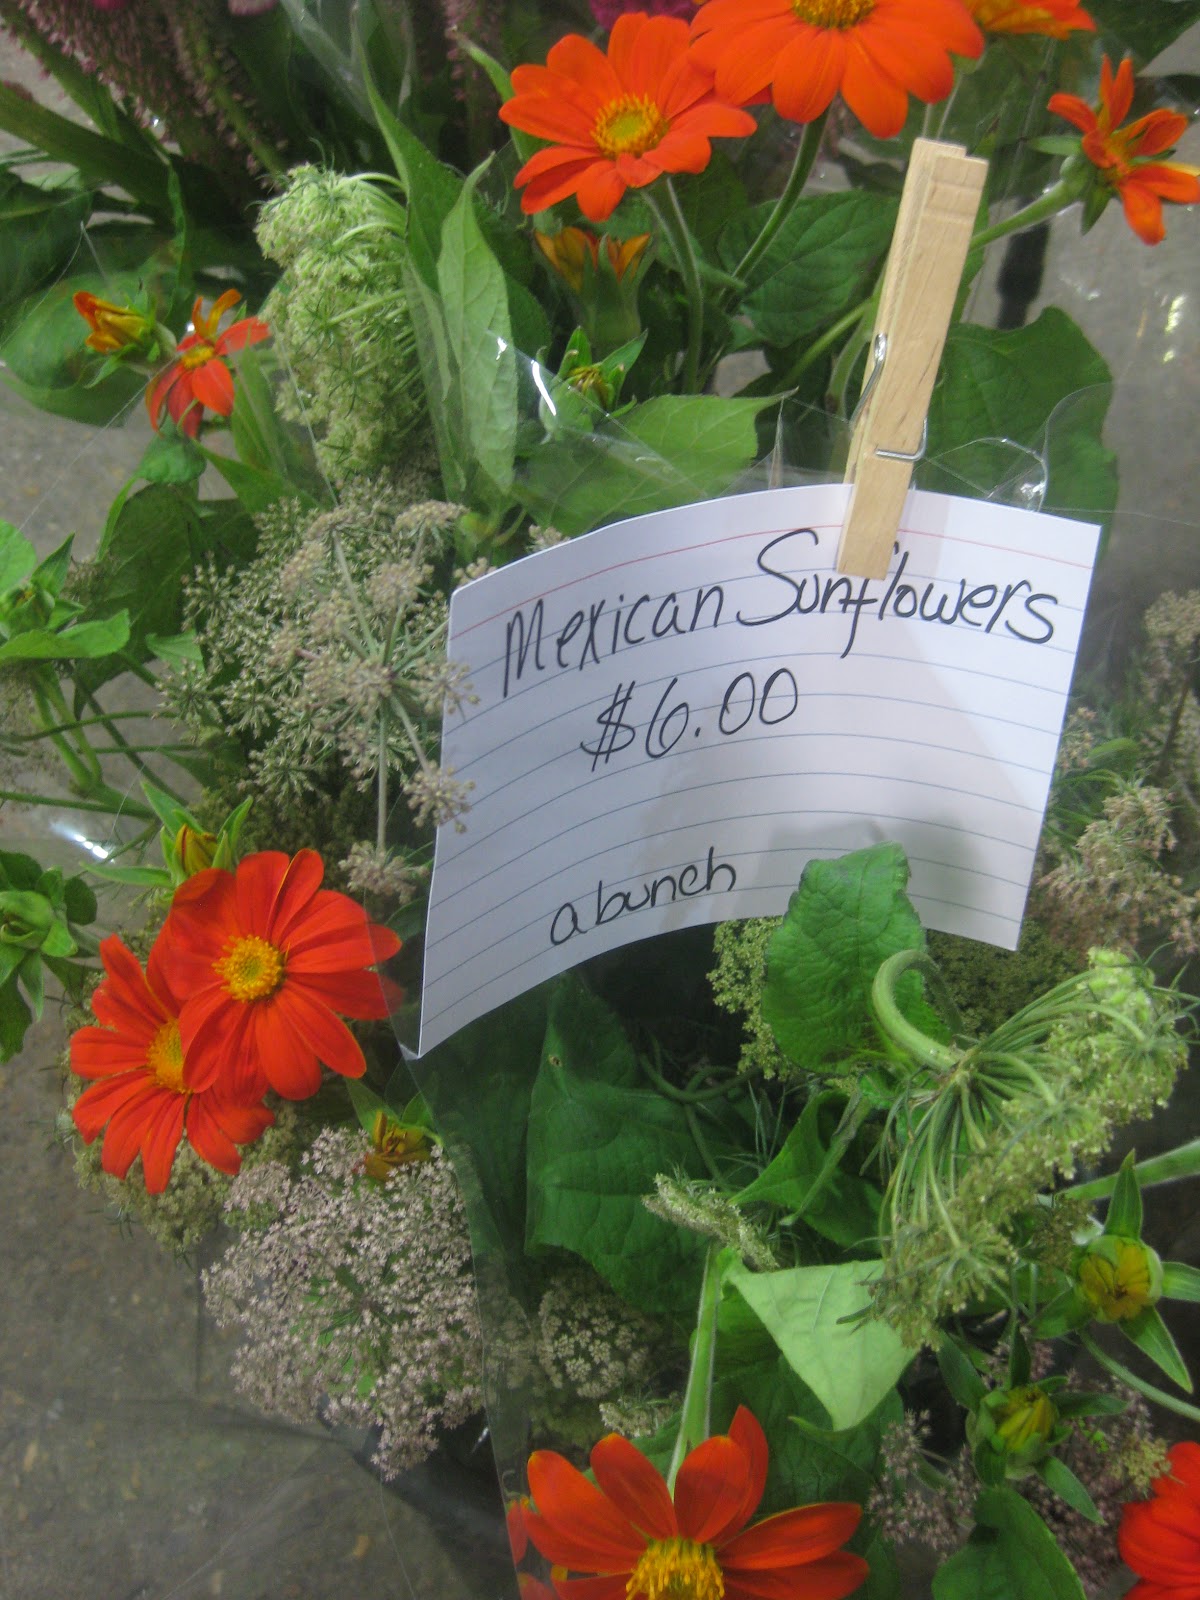 Mexican Sunflowers
$6.00
a bunch